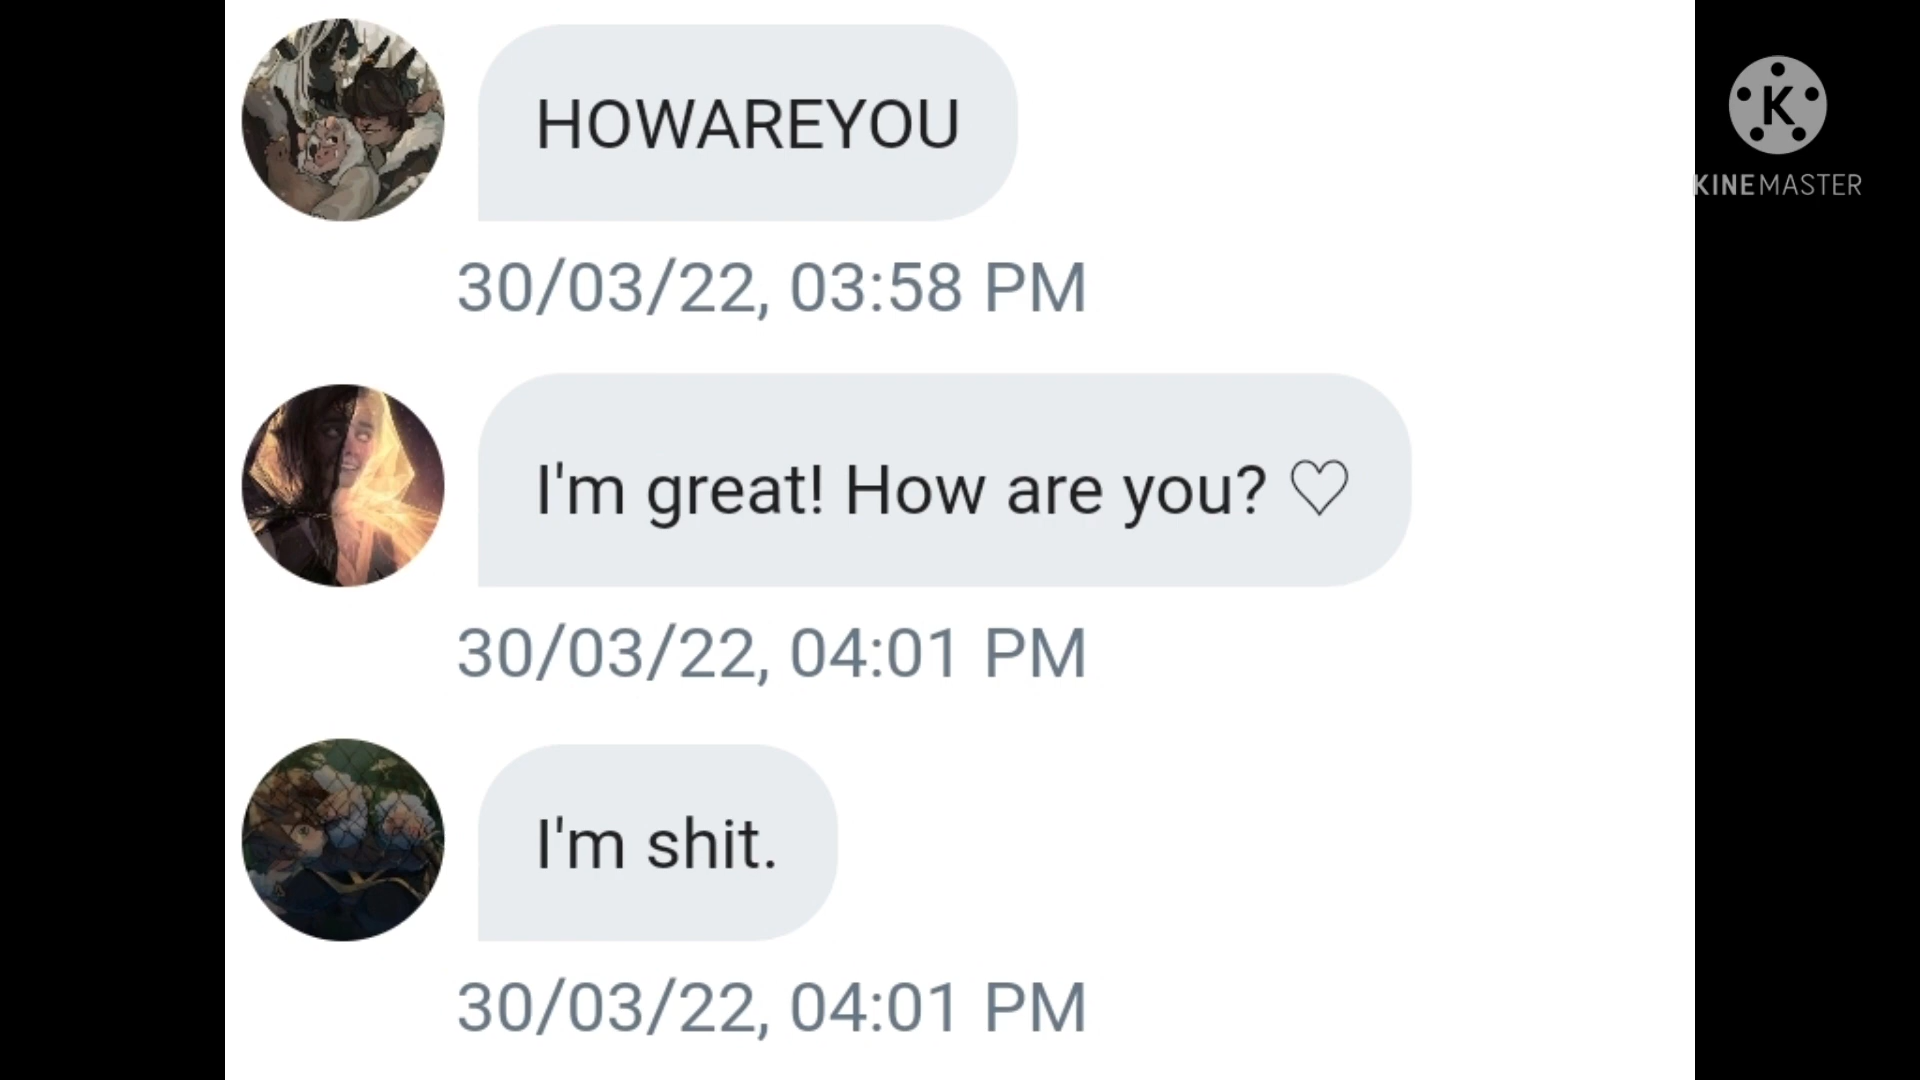 HOWAREYOU
30/03/22, 03:58 PM
I'm great! How are you? ♡
30/03/22, 04:01 PM
I'm shit.
30/03/22, 04:01 PM
K
KINEMASTER